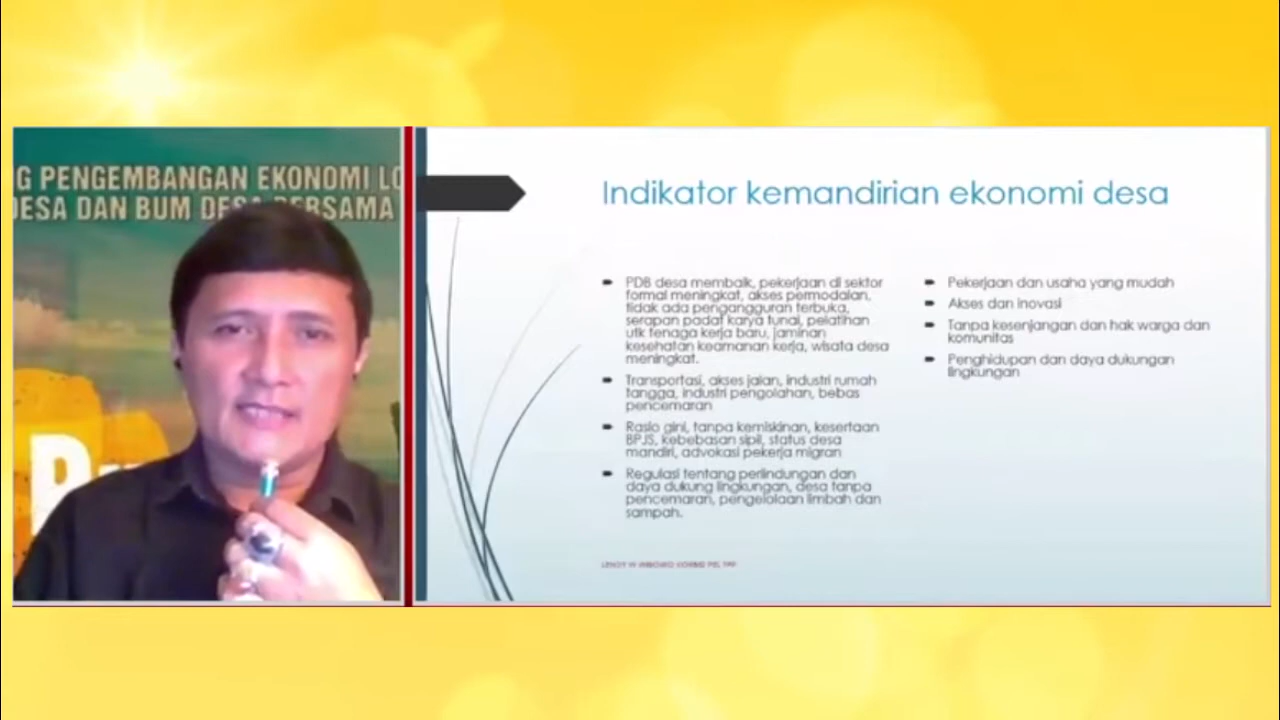 G PENGEMBANGAN EKONOMI LO
DESA DAN BUM DESA BERSAMA
Indikator kemandirian ekonomi desa
PDB desa membaik, pekerjaan di sektor
formal meningkat, akses permodalan,
tidak ada pengangguran terbuka,
serapan padat karya tunai, pelatihan
utk tenaga kerja baru, jaminan
kesehatan keamanan kerja, wisata desa
meningkat.
Transportasi, akses jalan, industri rumah
tangga, industri pengolahan, bebas
pencemaran
Rasio gini, tanpa kemiskinan, kesertaan
BPJS, kebebasan sipil, status desa
mandiri, advokasi pekerja migran
Regulasi tentang perlindungan dan
daya dukung lingkungan, desa tanpa
pencemaran, pengelolaan limbah dan
sampah.
Pekerjaan dan usaha yang mudah
Akses dan inovasi
Tanpa kesenjangan dan hak warga dan
komunitas
Penghidupan dan daya dukungan
lingkungan
LENDY W WIBOWO